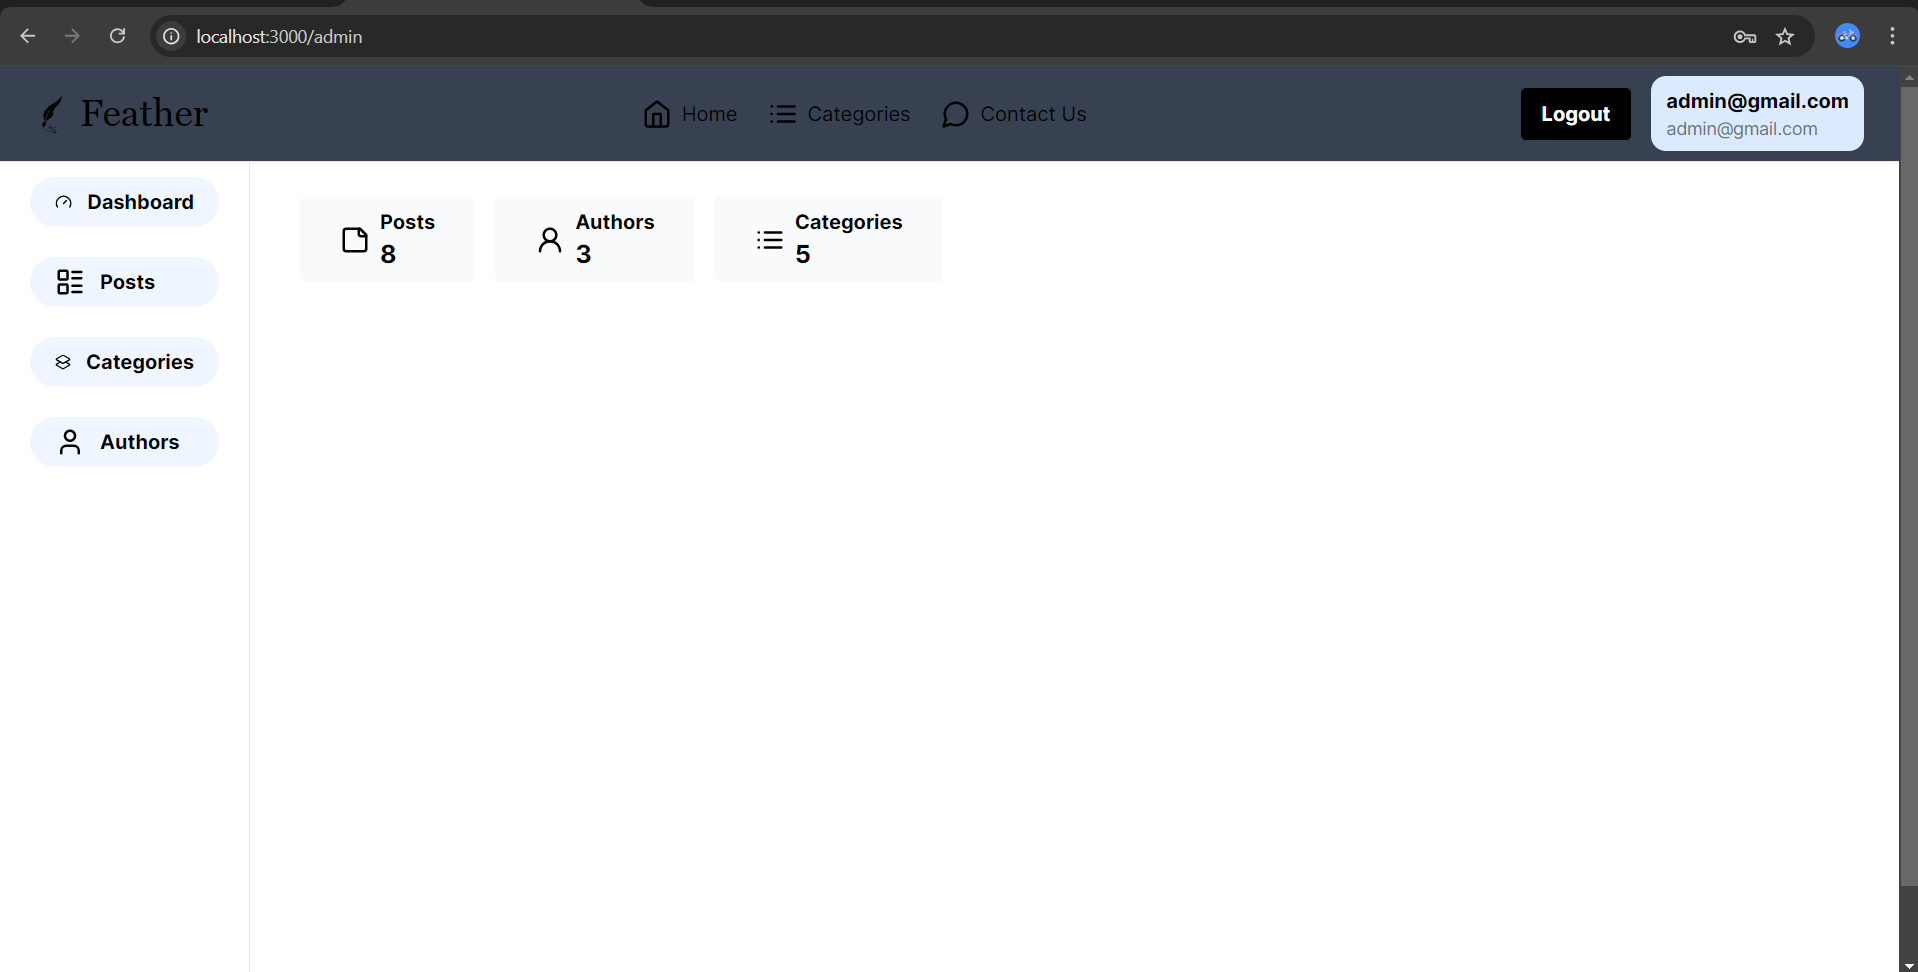 localhost:3000/admin
Feather
Home
Categories
Contact Us
Logout
admin@gmail.com
admin@gmail.com
Dashboard
Posts
Categories
Authors
Posts
8
Authors
3
Categories
5